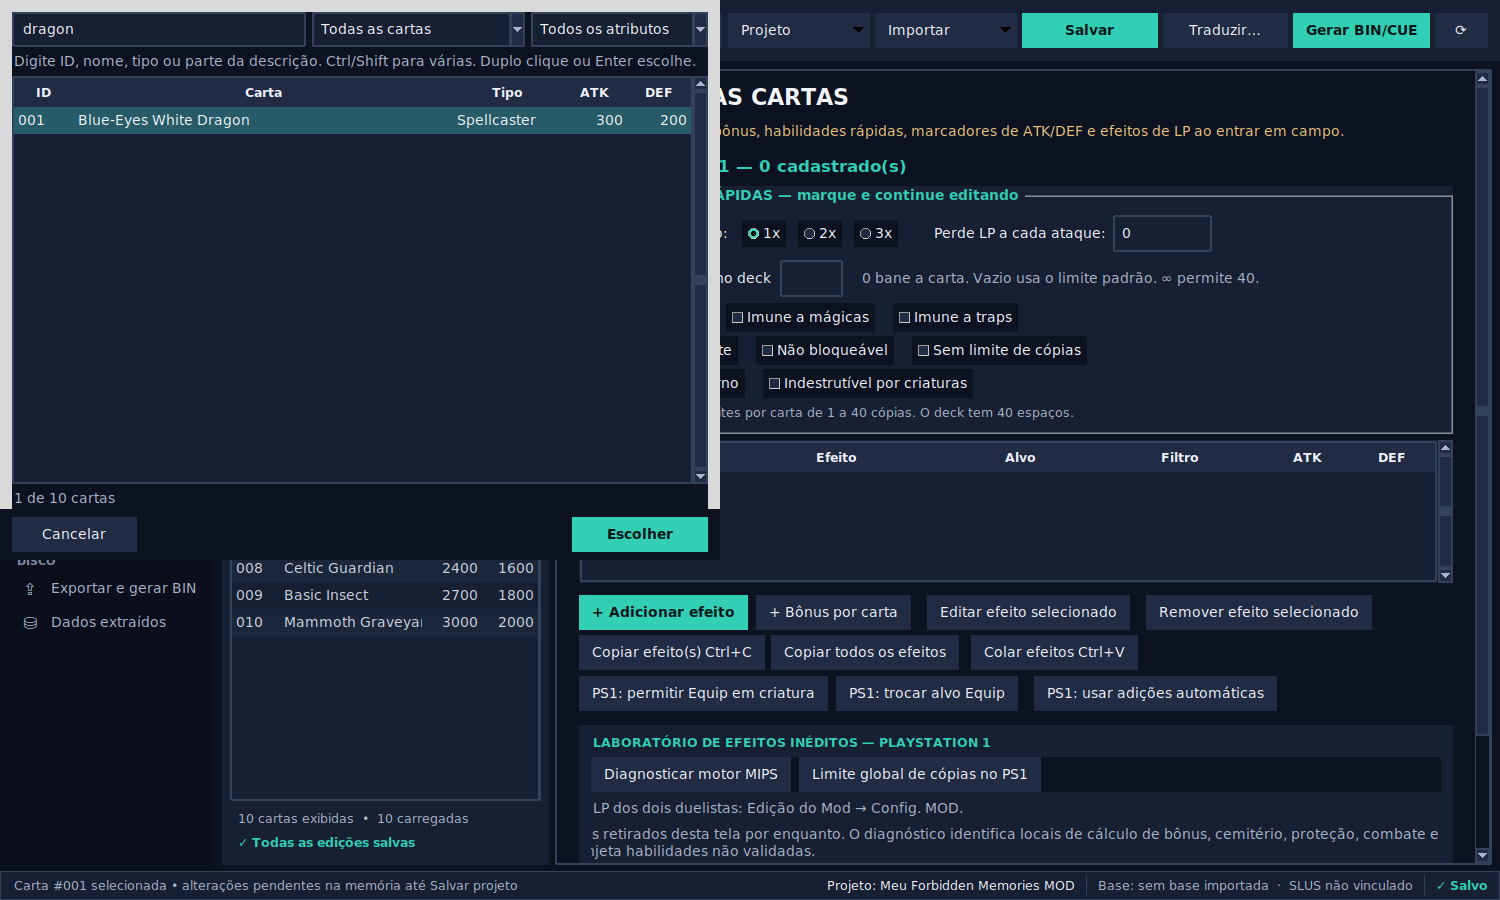 dragon
Todas as cartas
Todos os atributos
Digite ID, nome, tipo ou parte da descrição. Ctrl/Shift para várias. Duplo clique ou Enter escolhe.
ID Carta Tipo ATK DEF
001 Blue-Eyes White Dragon Spellcaster 300 200
1 de 10 cartas
Cancelar
Escolher
Projeto
Importar
Salvar
Traduzir...
Gerar BIN/CUE
⟳
AS CARTAS
bônus, habilidades rápidas, marcadores de ATK/DEF e efeitos de LP ao entrar em campo.
1 — 0 cadastrado(s)
ÁPIDAS — marque e continue editando
o: 1x 2x 3x Perde LP a cada ataque: 0
no deck 0 bane a carta. Vazio usa o limite padrão. ∞ permite 40.
Imune a mágicas Imune a traps
te Não bloqueável Sem limite de cópias
rno Indestrutível por criaturas
tes por carta de 1 a 40 cópias. O deck tem 40 espaços.
Efeito Alvo Filtro ATK DEF
+ Adicionar efeito
+ Bônus por carta
Editar efeito selecionado
Remover efeito selecionado
Copiar efeito(s) Ctrl+C
Copiar todos os efeitos
Colar efeitos Ctrl+V
PS1: permitir Equip em criatura
PS1: trocar alvo Equip
PS1: usar adições automáticas
LABORATÓRIO DE EFEITOS INÉDITOS — PLAYSTATION 1
Diagnosticar motor MIPS
Limite global de cópias no PS1
LP dos dois duelistas: Edição do Mod → Config. MOD.
s retirados desta tela por enquanto. O diagnóstico identifica locais de cálculo de bônus, cemitério, proteção, combate e
njeta habilidades não validadas.
DISCO
⇪ Exportar e gerar BIN
⛁ Dados extraídos
008 Celtic Guardian 2400 1600
009 Basic Insect 2700 1800
010 Mammoth Graveyar 3000 2000
10 cartas exibidas • 10 carregadas
✓ Todas as edições salvas
Carta #001 selecionada • alterações pendentes na memória até Salvar projeto
Projeto: Meu Forbidden Memories MOD
Base: sem base importada · SLUS não vinculado
✓ Salvo